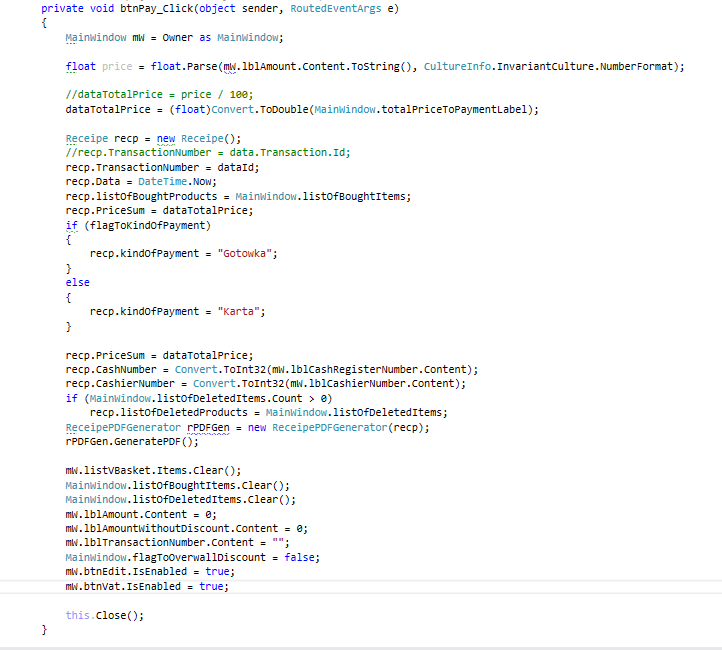 private void btnPay_Click(object sender, RoutedEventArgs e)
{
MainWindow mW = Owner as MainWindow;
float price = float.Parse(mW.lblAmount.Content.ToString(), CultureInfo.InvariantCulture.NumberFormat);
//dataTotalPrice = price / 100;
dataTotalPrice = (float)Convert.ToDouble(MainWindow.totalPriceToPaymentLabel);
Receipe recp = new Receipe();
//recp.TransactionNumber = data.Transaction.Id;
recp.TransactionNumber = dataId;
recp.Data = DateTime.Now;
recp.listOfBoughtProducts = MainWindow.listOfBoughtItems;
recp.PriceSum = dataTotalPrice;
if (flagToKindOfPayment)
{
recp.kindOfPayment = "Gotowka";
}
else
{
recp.kindOfPayment = "Karta";
}
recp.PriceSum = dataTotalPrice;
recp.CashNumber = Convert.ToInt32(mW.lblCashRegisterNumber.Content);
recp.CashierNumber = Convert.ToInt32(mW.lblCashierNumber.Content);
if (MainWindow.listOfDeletedItems.Count > 0)
recp.listOfDeletedProducts = MainWindow.listOfDeletedItems;
ReceipePDFGenerator rPDFGen = new ReceipePDFGenerator(recp);
rPDFGen.GeneratePDF();
mW.listVBasket.Items.Clear();
MainWindow.listOfBoughtItems.Clear();
MainWindow.listOfDeletedItems.Clear();
mW.lblAmount.Content = 0;
mW.lblAmountWithoutDiscount.Content = 0;
mW.lblTransactionNumber.Content = "";
MainWindow.flagToOverwallDiscount = false;
mW.btnEdit.IsEnabled = true;
mW.btnVat.IsEnabled = true;
this.Close();
}